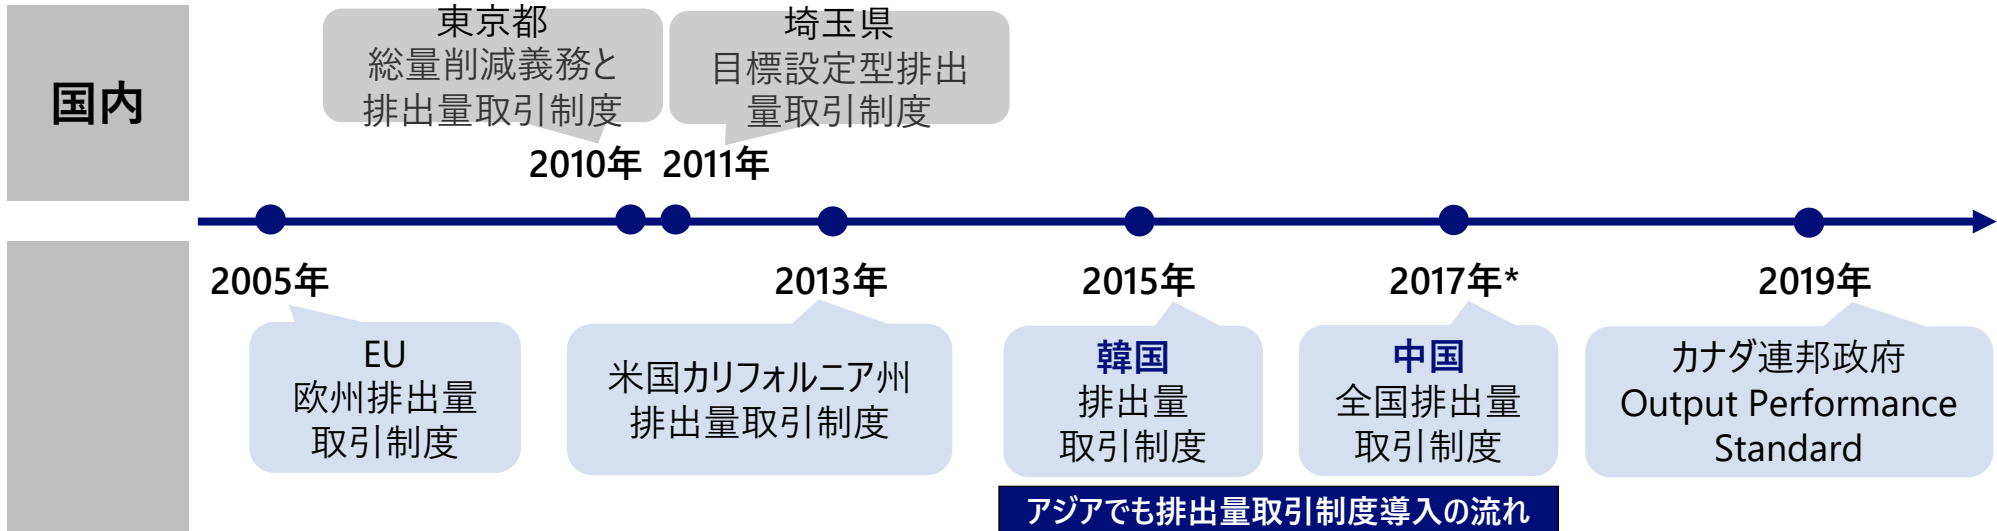 国内
東京都
総量削減義務と
排出量取引制度
埼玉県
目標設定型排出
量取引制度
2010年
2011年
2005年
2013年
2015年
2017年*
2019年
EU
欧州排出量
取引制度
米国カリフォルニア州
排出量取引制度
韓国
排出量
取引制度
中国
全国排出量
取引制度
カナダ連邦政府
Output Performance
Standard
アジアでも排出量取引制度導入の流れ